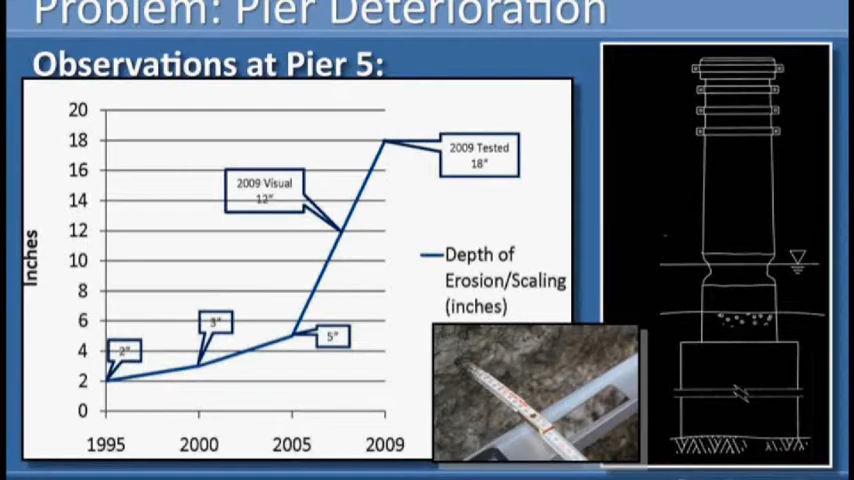 Problem: Pier Deterioration
Observations at Pier 5:
20
18
16
14
12
10
8
6
4
2
0
Inches
1995
2000
2005
2009
2"
3"
5"
2009 Visual
12"
2009 Tested
18"
Depth of
Erosion/Scaling
(inches)